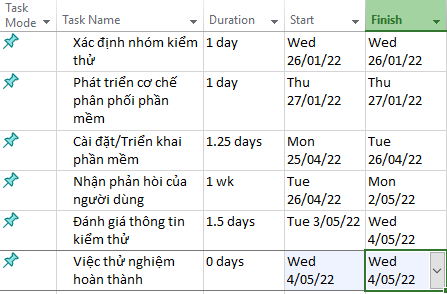 Task Mode Task Name Duration Start Finish
Xác định nhóm kiểm thử 1 day Wed 26/01/22 Wed 26/01/22
Phát triển cơ chế phân phối phần mềm 1 day Thu 27/01/22 Thu 27/01/22
Cài đặt/Triển khai phần mềm 1.25 days Mon 25/04/22 Tue 26/04/22
Nhận phản hòi của người dùng 1 wk Tue 26/04/22 Mon 2/05/22
Đánh giá thông tin kiểm thử 1.5 days Tue 3/05/22 Wed 4/05/22
Việc thử nghiệm hoàn thành 0 days Wed 4/05/22 Wed 4/05/22